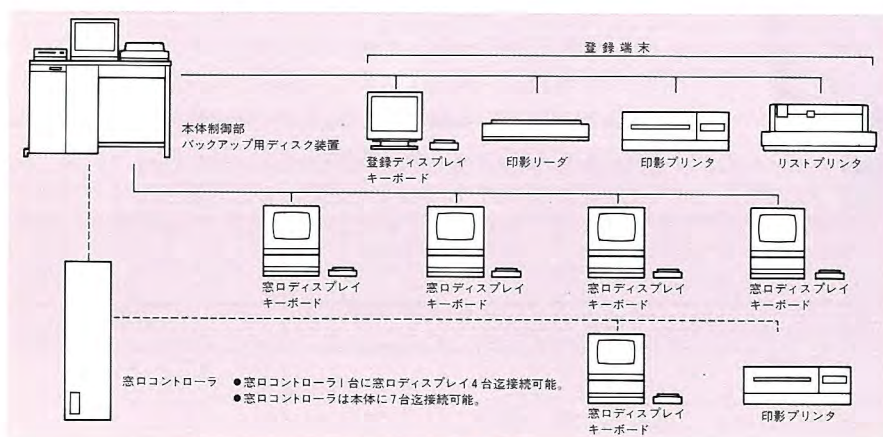 登録端末
本体制御部
バックアップ用ディスク装置
登録ディスプレイ
キーボード
印影リーダ
印影プリンタ
リストプリンタ
窓口ディスプレイ
キーボード
窓口ディスプレイ
キーボード
窓口ディスプレイ
キーボード
窓口ディスプレイ
キーボード
窓口コントローラ
●窓口コントローラ1台に窓口ディスプレイ4台迄接続可能。
●窓口コントローラは本体に7台迄接続可能。
窓口ディスプレイ
キーボード
印影プリンタ